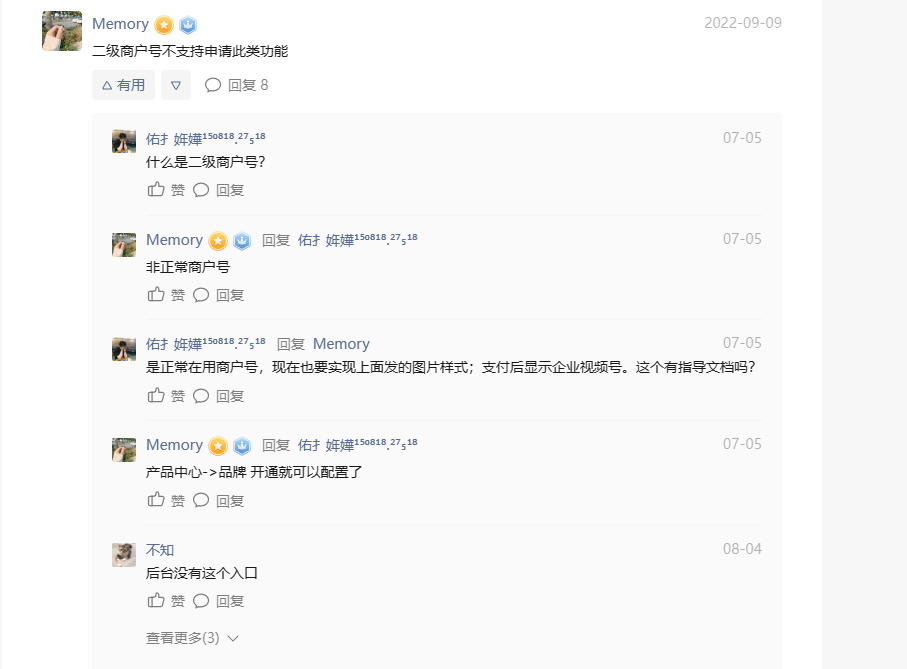 Memory 2022-09-09
二级商户号不支持申请此类功能
有用 回复 8
佑扌 姩嬅¹⁵⁰⁸¹⁸·²⁷₅¹⁸ 07-05
什么是二级商户号？
赞 回复
Memory 回复 佑扌 姩嬅¹⁵⁰⁸¹⁸·²⁷₅¹⁸ 07-05
非正常商户号
赞 回复
佑扌 姩嬅¹⁵⁰⁸¹⁸·²⁷₅¹⁸ 回复 Memory 07-05
是正常在用商户号，现在也要实现上面发的图片样式；支付后显示企业视频号。这个有指导文档吗？
赞 回复
Memory 回复 佑扌 姩嬅¹⁵⁰⁸¹⁸·²⁷₅¹⁸ 07-05
产品中心->品牌 开通就可以配置了
赞 回复
不知 08-04
后台没有这个入口
赞 回复
查看更多(3)